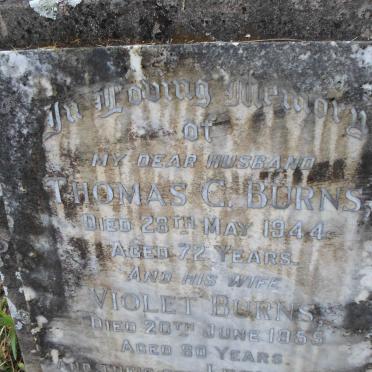 In Loving Memory
of
MY DEAR HUSBAND
THOMAS C. BURNS
DIED 28TH MAY 1944
AGED 72 YEARS
AND HIS WIFE
VIOLET BURNS
DIED 20TH JUNE 1955
AGED 80 YEARS
AND